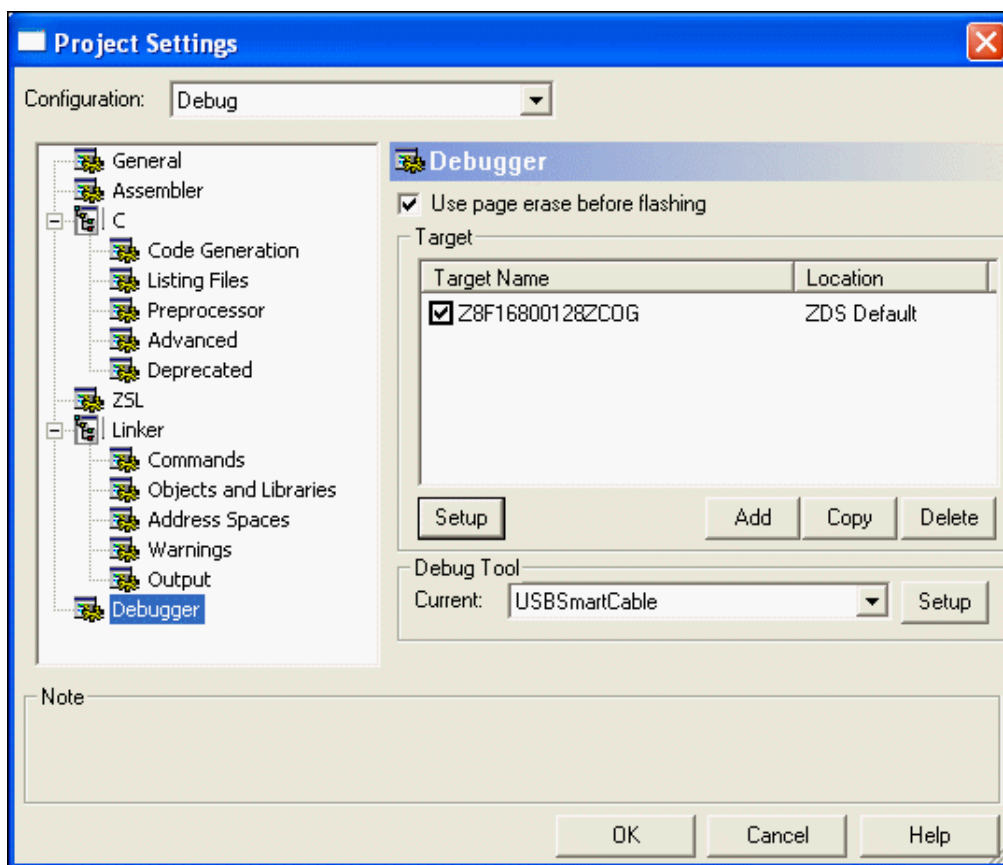 Project Settings
Configuration: Debug
General
Assembler
C
Code Generation
Listing Files
Preprocessor
Advanced
Deprecated
ZSL
Linker
Commands
Objects and Libraries
Address Spaces
Warnings
Output
Debugger
Debugger
Use page erase before flashing
Target
Target Name Location
Z8F16800128ZCOG ZDS Default
Setup Add Copy Delete
Debug Tool
Current: USBSmartCable Setup
Note
OK Cancel Help